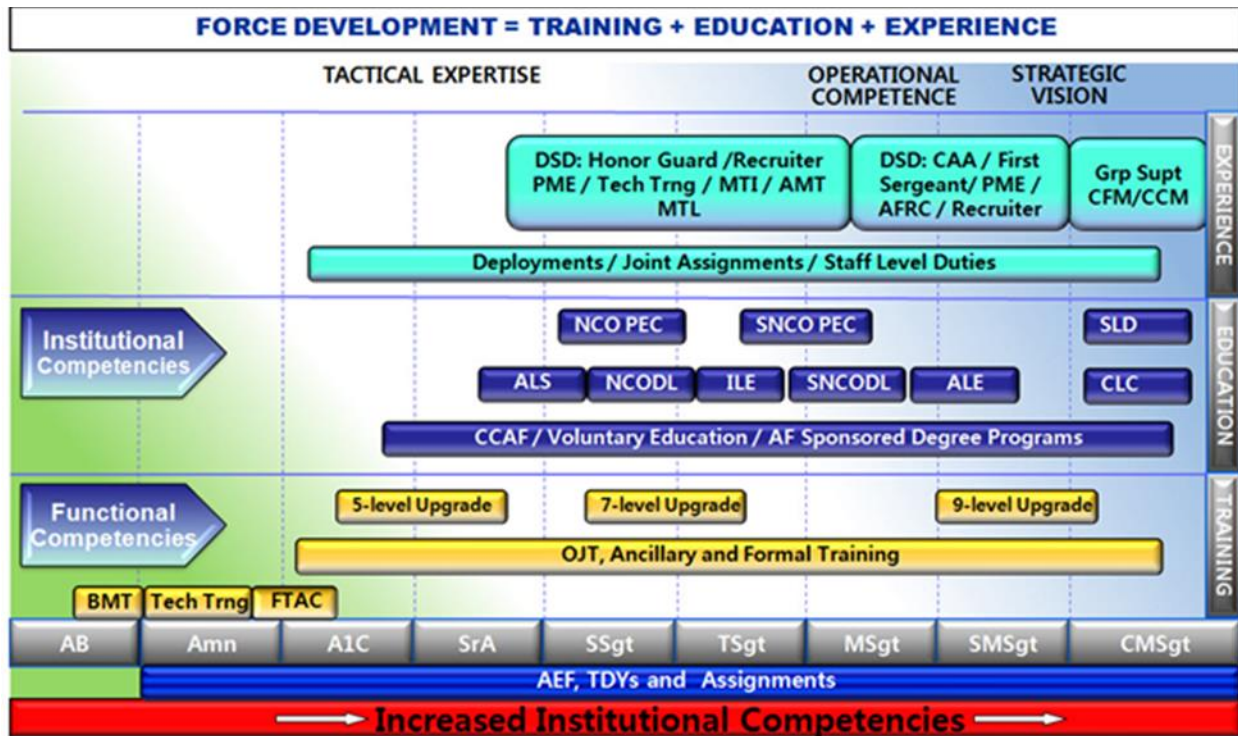 FORCE DEVELOPMENT = TRAINING + EDUCATION + EXPERIENCE
TACTICAL EXPERTISE
OPERATIONAL
COMPETENCE
STRATEGIC
VISION
DSD: Honor Guard /Recruiter
PME / Tech Trng / MTI / AMT
MTL
DSD: CAA / First
Sergeant/ PME /
AFRC / Recruiter
Grp Supt
CFM/CCM
EXPERIENCE
Deployments / Joint Assignments / Staff Level Duties
Institutional
Competencies
NCO PEC
SNCO PEC
SLD
EDUCATION
ALS
NCODL
ILE
SNCODL
ALE
CLC
CCAF / Voluntary Education / AF Sponsored Degree Programs
Functional
Competencies
5-level Upgrade
7-level Upgrade
9-level Upgrade
TRAINING
OJT, Ancillary and Formal Training
BMT
Tech Trng
FTAC
AB
Amn
A1C
SrA
SSgt
TSgt
MSgt
SMSgt
CMSgt
AEF, TDYs and Assignments
Increased Institutional Competencies